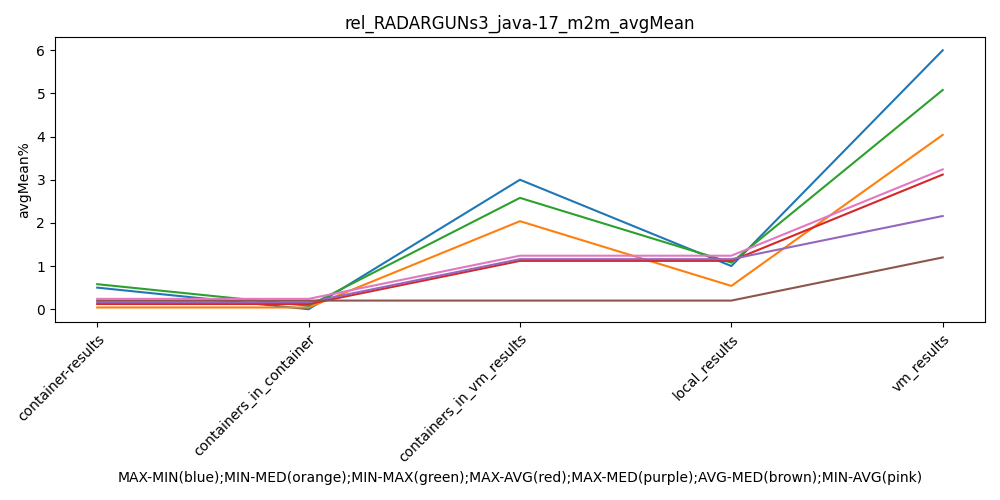 rel_RADARGUNs3_java-17_m2m_avgMean
avgMean%
6
5
4
3
2
1
0
container-results
containers_in_container
containers_in_vm_results
local_results
vm_results
MAX-MIN(blue);MIN-MED(orange);MIN-MAX(green);MAX-AVG(red);MAX-MED(purple);AVG-MED(brown);MIN-AVG(pink)